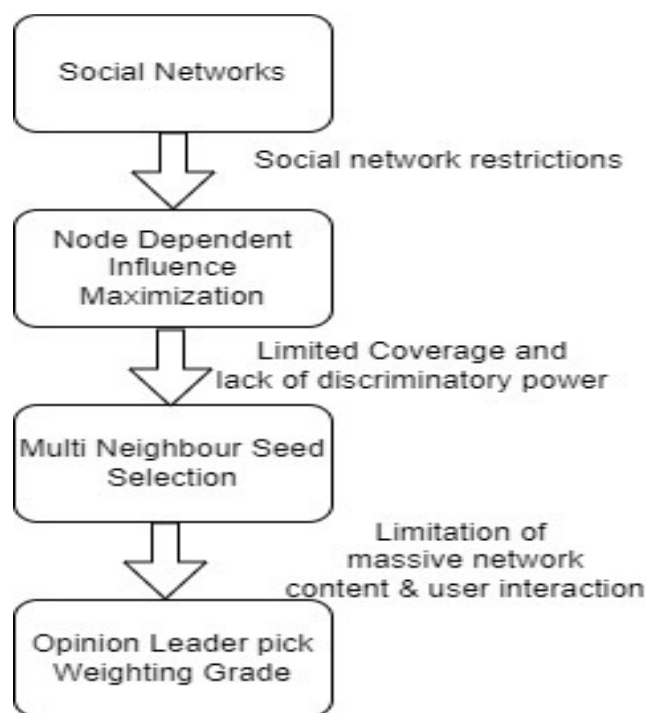 Social Networks
Social network restrictions
Node Dependent
Influence
Maximization
Limited Coverage and
lack of discriminatory power
Multi Neighbour Seed
Selection
Limitation of
massive network
content & user interaction
Opinion Leader pick
Weighting Grade